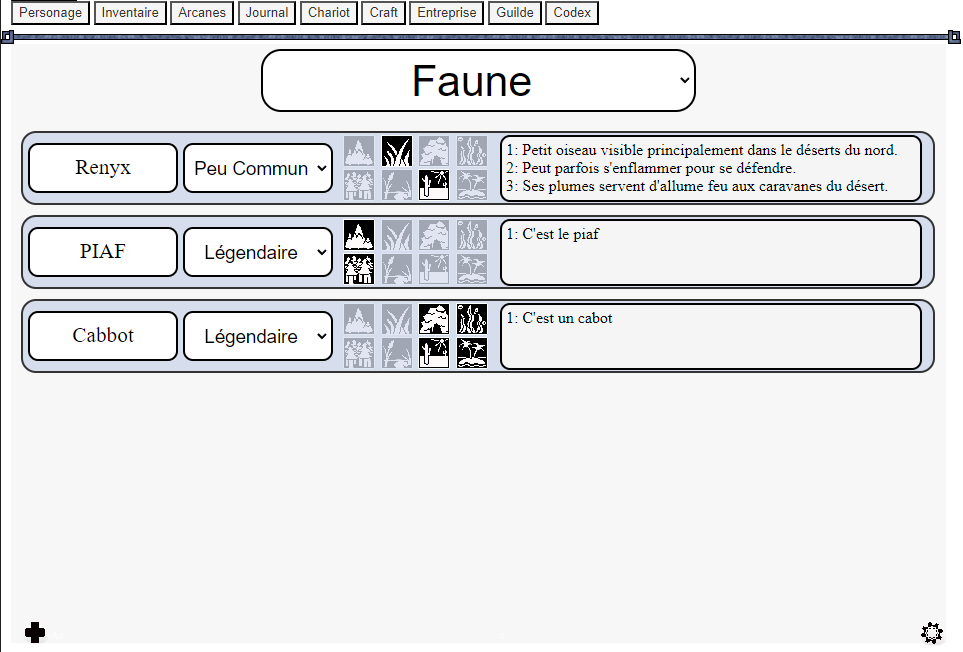 Personage Inventaire Arcanes Journal Chariot Craft Entreprise Guilde Codex
Faune
Renyx
Peu Commun
1: Petit oiseau visible principalement dans le déserts du nord.
2: Peut parfois s'enflammer pour se défendre.
3: Ses plumes servent d'allume feu aux caravanes du désert.
PIAF
Légendaire
1: C'est le piaf
Cabbot
Légendaire
1: C'est un cabot